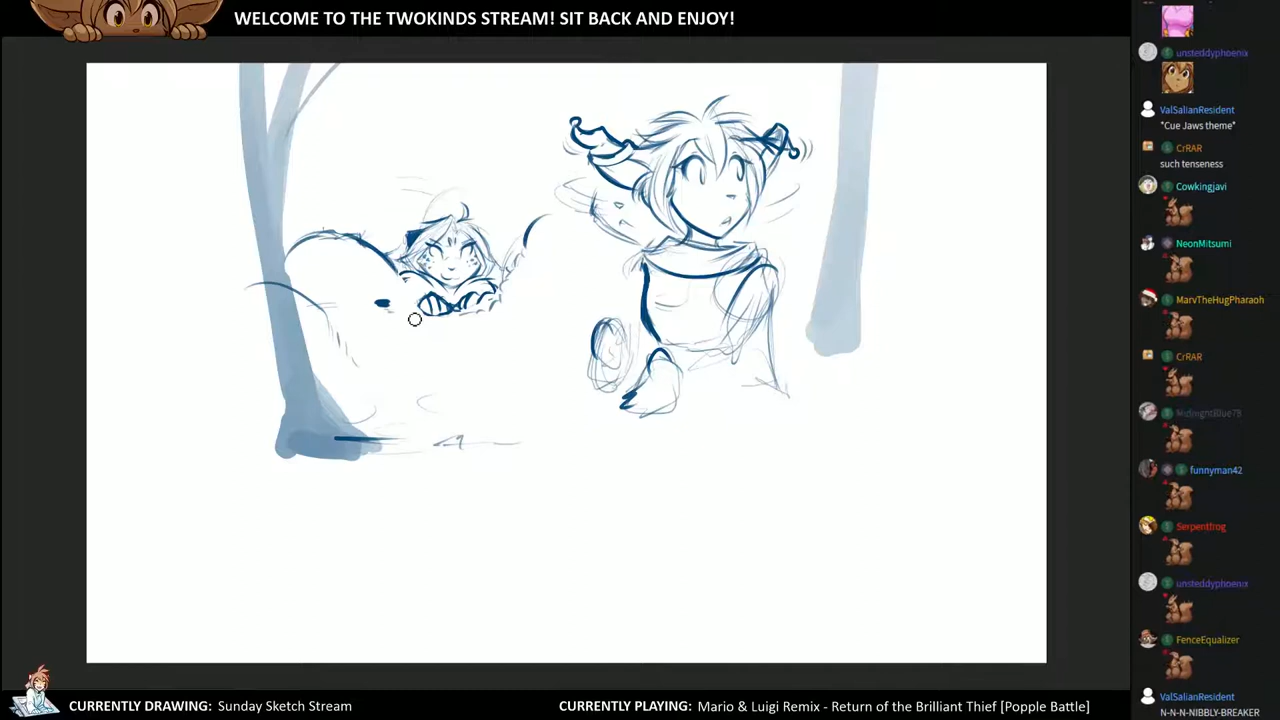 WELCOME TO THE TWOKINDS STREAM! SIT BACK AND ENJOY!
unsteddyphoenix
ValSalianResident
*Cue Jaws theme*
CrRAR
such tenseness
Cowkingjavi
NeonMitsumi
MarvTheHugPharaoh
CrRAR
MidnightBlue78
funnyman42
Serpentfrog
unsteddyphoenix
FenceEqualizer
ValSalianResident
N-N-N-NIBBLY-BREAKER
CURRENTLY DRAWING: Sunday Sketch Stream
CURRENTLY PLAYING: Mario & Luigi Remix - Return of the Brilliant Thief [Popple Battle]